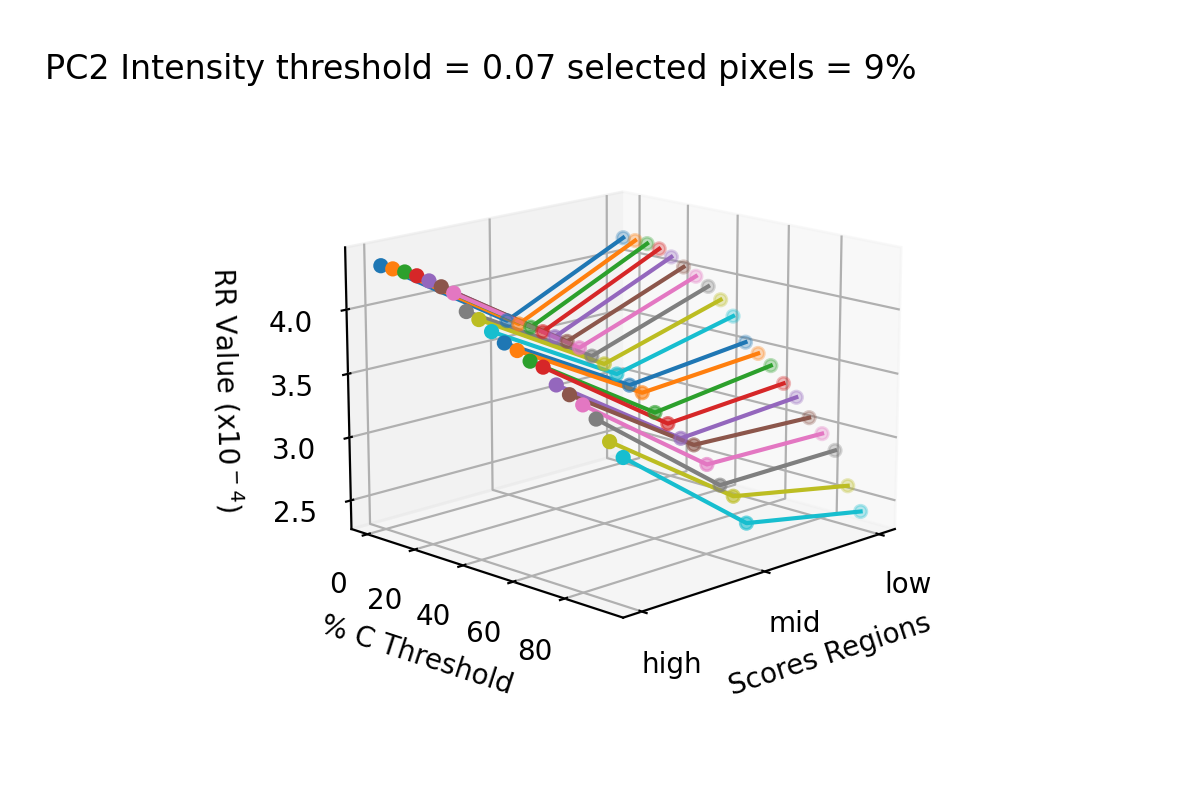 PC2 Intensity threshold = 0.07 selected pixels = 9%
RR Value (x10⁻⁴)
4.0
3.5
3.0
2.5
0
20
40
60
80
% C Threshold
high
mid
low
Scores Regions